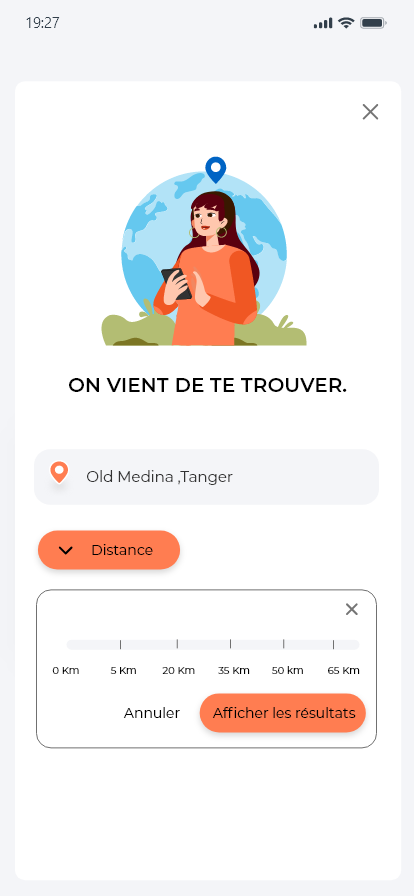 19:27
ON VIENT DE TE TROUVER.
Old Medina ,Tanger
Distance
0 Km 5 Km 20 Km 35 Km 50 km 65 Km
Annuler Afficher les résultats